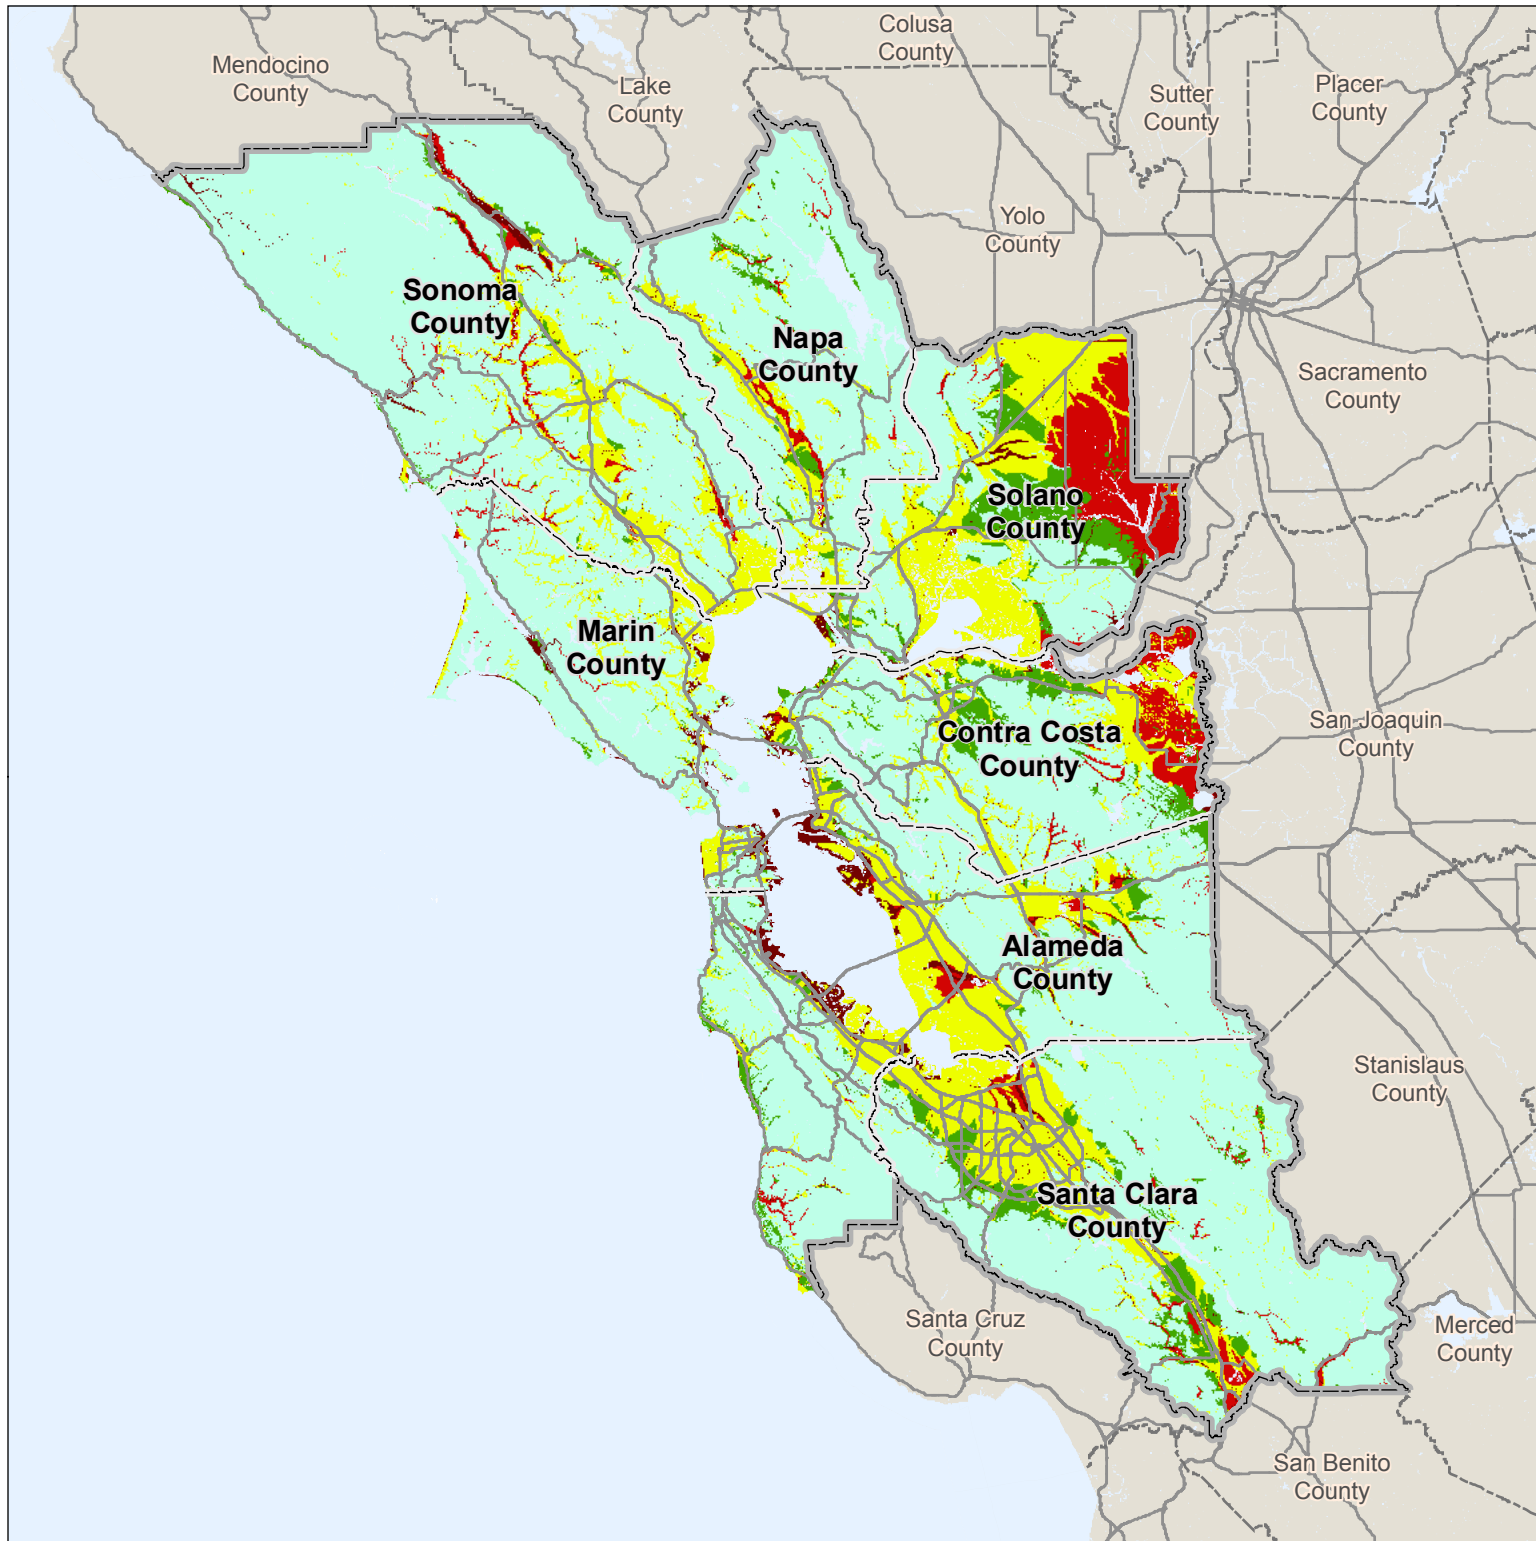 Colusa
County
Mendocino
County
Lake
County
Sutter
County
Placer
County
Yolo
County
Sonoma
County
Napa
County
Sacramento
County
Solano
County
Marin
County
Contra Costa
County
San Joaquin
County
Alameda
County
Stanislaus
County
Santa Clara
County
Santa Cruz
County
Merced
County
San Benito
County